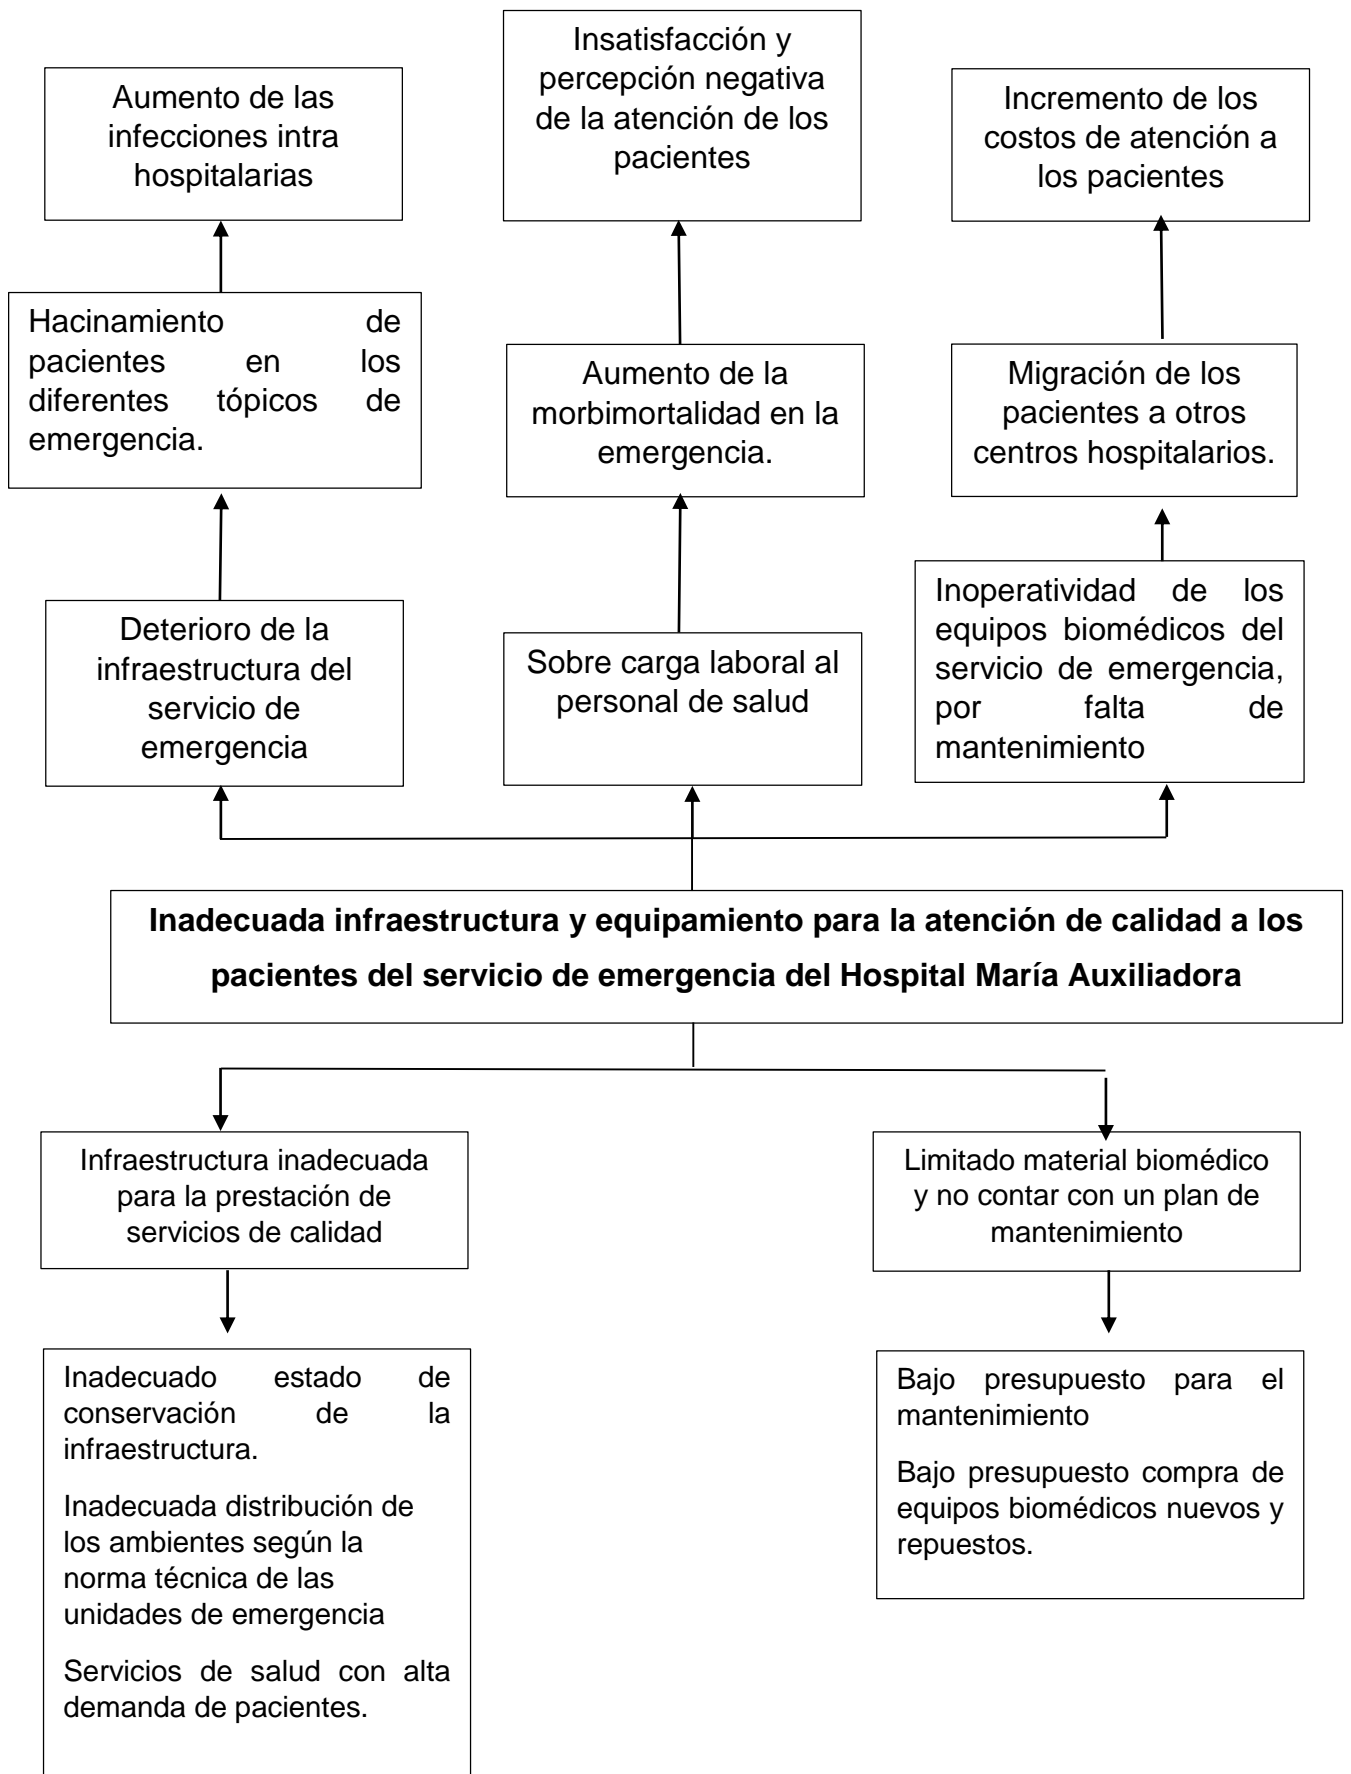 Aumento de las
infecciones intra
hospitalarias
Insatisfacción y
percepción negativa
de la atención de los
pacientes
Incremento de los
costos de atención a
los pacientes
Hacinamiento de
pacientes en los
diferentes tópicos de
emergencia.
Aumento de la
morbimortalidad en la
emergencia.
Migración de los
pacientes a otros
centros hospitalarios.
Deterioro de la
infraestructura del
servicio de
emergencia
Sobre carga laboral al
personal de salud
Inoperatividad de los
equipos biomédicos del
servicio de emergencia,
por falta de
mantenimiento
Inadecuada infraestructura y equipamiento para la atención de calidad a los
pacientes del servicio de emergencia del Hospital María Auxiliadora
Infraestructura inadecuada
para la prestación de
servicios de calidad
Limitado material biomédico
y no contar con un plan de
mantenimiento
Inadecuado estado de
conservación de la
infraestructura.
Inadecuada distribución de
los ambientes según la
norma técnica de las
unidades de emergencia
Servicios de salud con alta
demanda de pacientes.
Bajo presupuesto para el
mantenimiento
Bajo presupuesto compra de
equipos biomédicos nuevos y
repuestos.